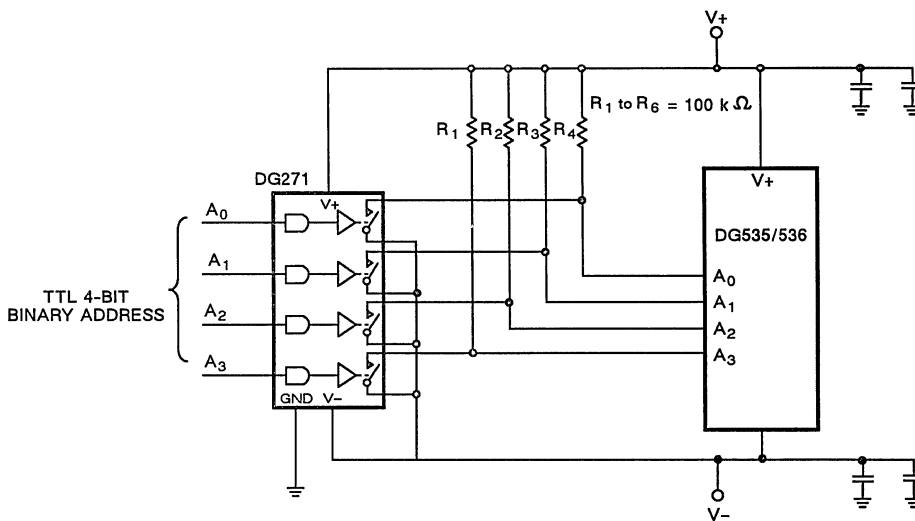 V+
R1 to R6 = 100 k Ω
R1 R2 R3 R4
DG271
V+
V+
DG535/536
A0
A1
A2
A3
TTL 4-BIT
BINARY ADDRESS
A0
A1
A2
A3
GND V-
V-